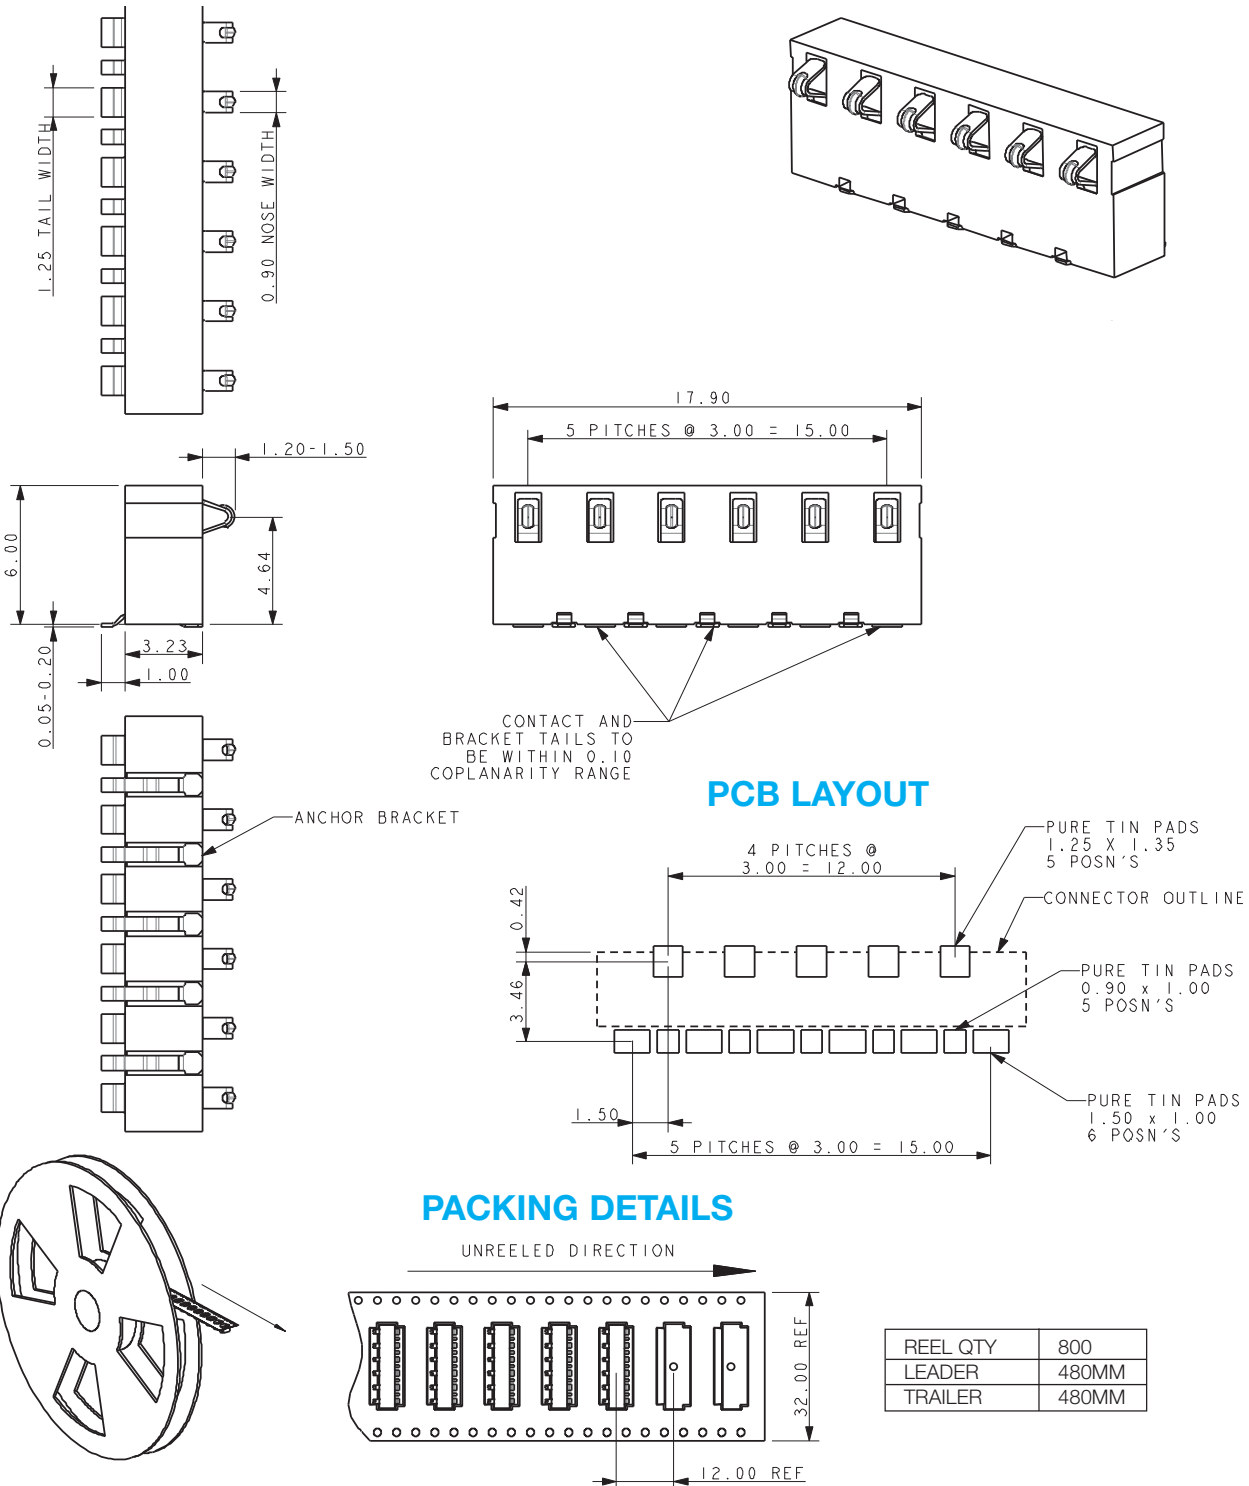 1.25 TAIL WIDTH
0.90 NOSE WIDTH
17.90
5 PITCHES @ 3.00 = 15.00
1.20-1.50
6.00
4.64
3.23
1.00
0.05-0.20
CONTACT AND
BRACKET TAILS TO
BE WITHIN 0.10
COPLANARITY RANGE
ANCHOR BRACKET
PCB LAYOUT
4 PITCHES @
3.00 = 12.00
PURE TIN PADS
1.25 X 1.35
5 POSN'S
CONNECTOR OUTLINE
0.42
3.46
PURE TIN PADS
0.90 x 1.00
5 POSN'S
1.50
5 PITCHES @ 3.00 = 15.00
PURE TIN PADS
1.50 x 1.00
6 POSN'S
PACKING DETAILS
UNREELED DIRECTION
32.00 REF
12.00 REF
REEL QTY 800
LEADER 480MM
TRAILER 480MM